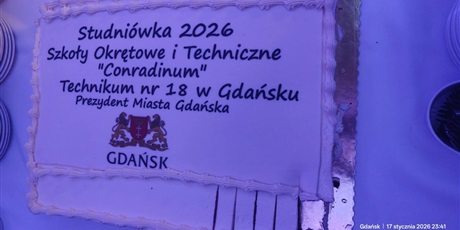 Studniówka 2026
Szkoły Okrętowe i Techniczne
"Conradinum"
Technikum nr 18 w Gdańsku
Prezydent Miasta Gdańska
GDAŃSK
Gdańsk | 17 stycznia 2026 23:41